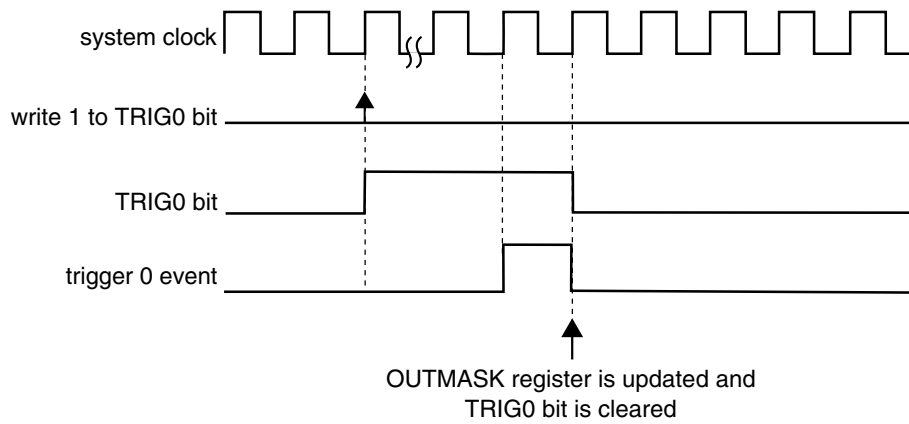 system clock
write 1 to TRIG0 bit
TRIG0 bit
trigger 0 event
OUTMASK register is updated and
TRIG0 bit is cleared